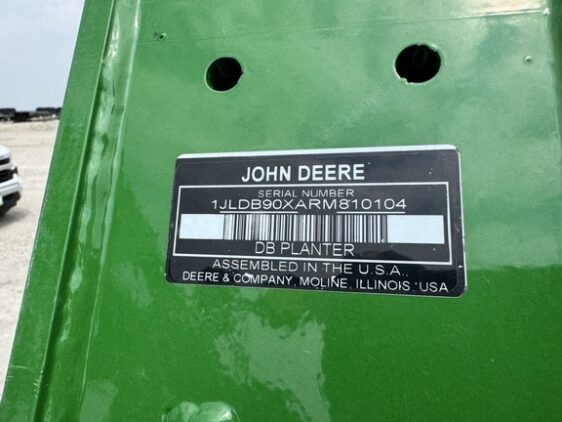 JOHN DEERE
SERIAL NUMBER
1JLDB90XARM810104
DB PLANTER
ASSEMBLED IN THE U.S.A.
DEERE & COMPANY, MOLINE, ILLINOIS, USA